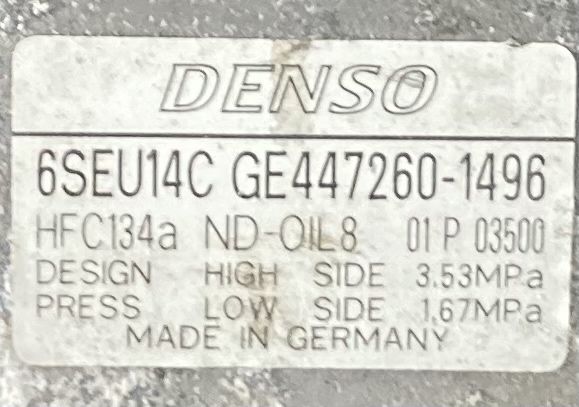 DENSO
6SEU14C GE447260-1496
HFC134a ND-OIL8 01 P 03500
DESIGN HIGH SIDE 3.53MPa
PRESS LOW SIDE 1.67MPa
MADE IN GERMANY